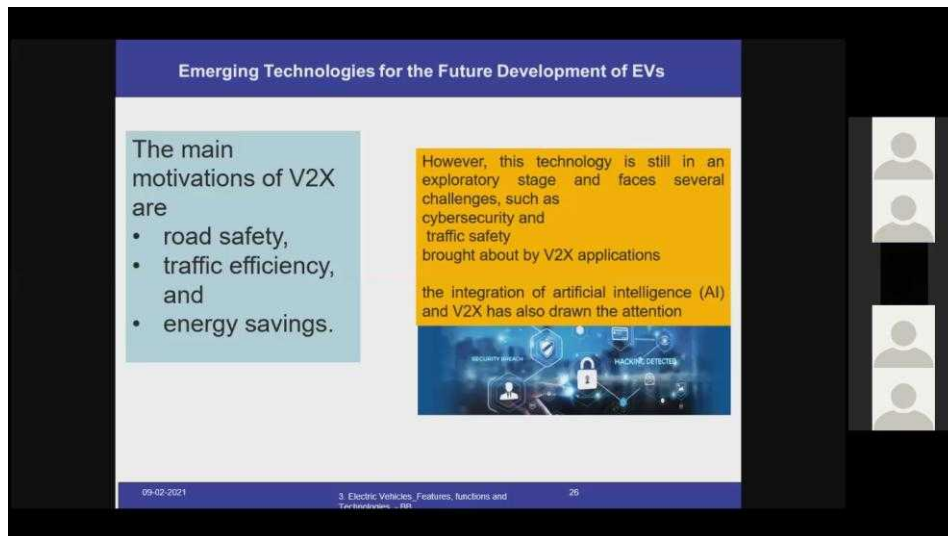 Emerging Technologies for the Future Development of EVs
The main
motivations of V2X
are
• road safety,
• traffic efficiency,
and
• energy savings.
However, this technology is still in an
exploratory stage and faces several
challenges, such as
cybersecurity and
traffic safety
brought about by V2X applications
the integration of artificial intelligence (AI)
and V2X has also drawn the attention
SECURITY BREACH
HACKING DETECTED
09-02-2021
3. Electric Vehicles_Features, functions and
Technologies - BB
26